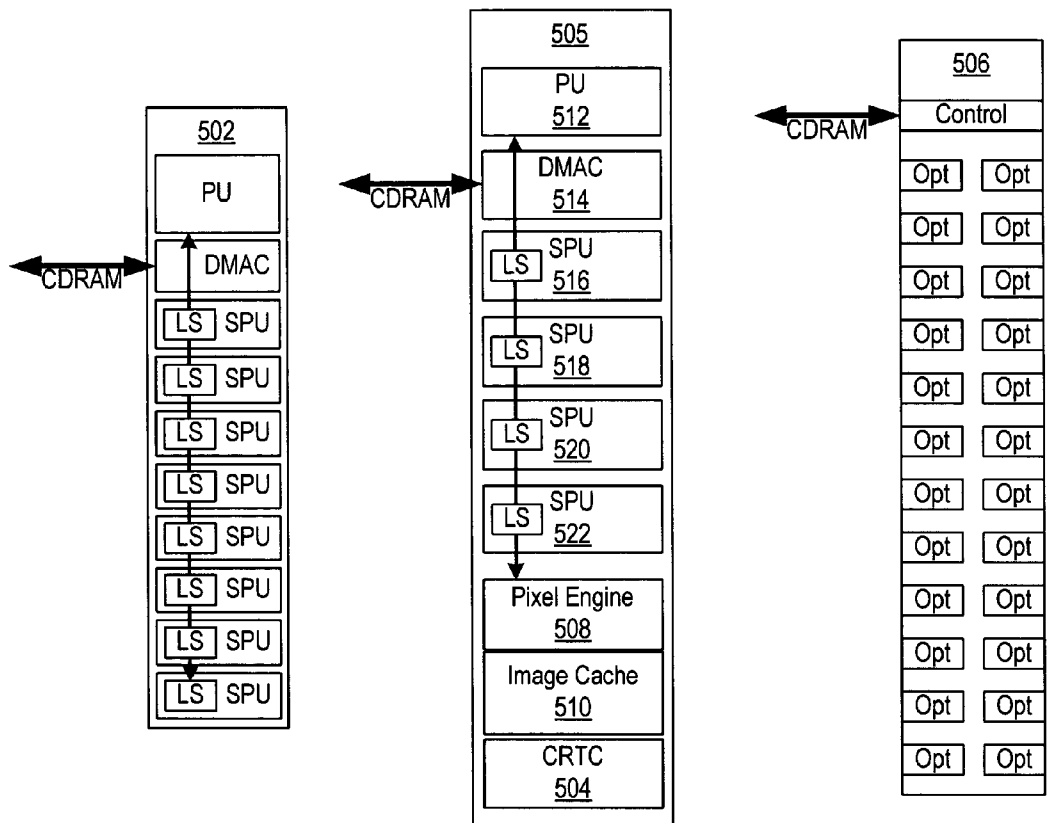 502
PU
DMAC
CDRAM
LS SPU
LS SPU
LS SPU
LS SPU
LS SPU
LS SPU
LS SPU
LS SPU
505
PU
512
DMAC
514
CDRAM
SPU
LS
516
SPU
LS
518
SPU
LS
520
SPU
LS
522
Pixel Engine
508
Image Cache
510
CRTC
504
506
Control
CDRAM
Opt Opt
Opt Opt
Opt Opt
Opt Opt
Opt Opt
Opt Opt
Opt Opt
Opt Opt
Opt Opt
Opt Opt
Opt Opt
Opt Opt